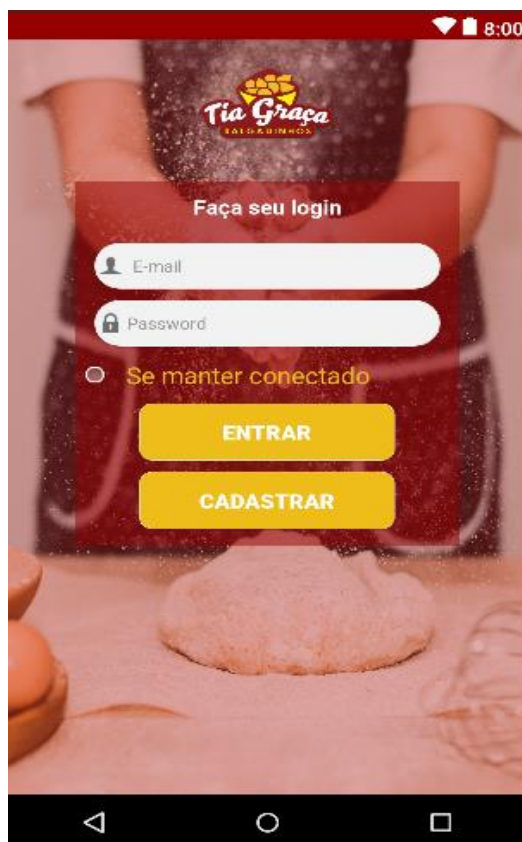 8:00
Tia Graça
SALGADINHOS
Faça seu login
E-mail
Password
Se manter conectado
ENTRAR
CADASTRAR